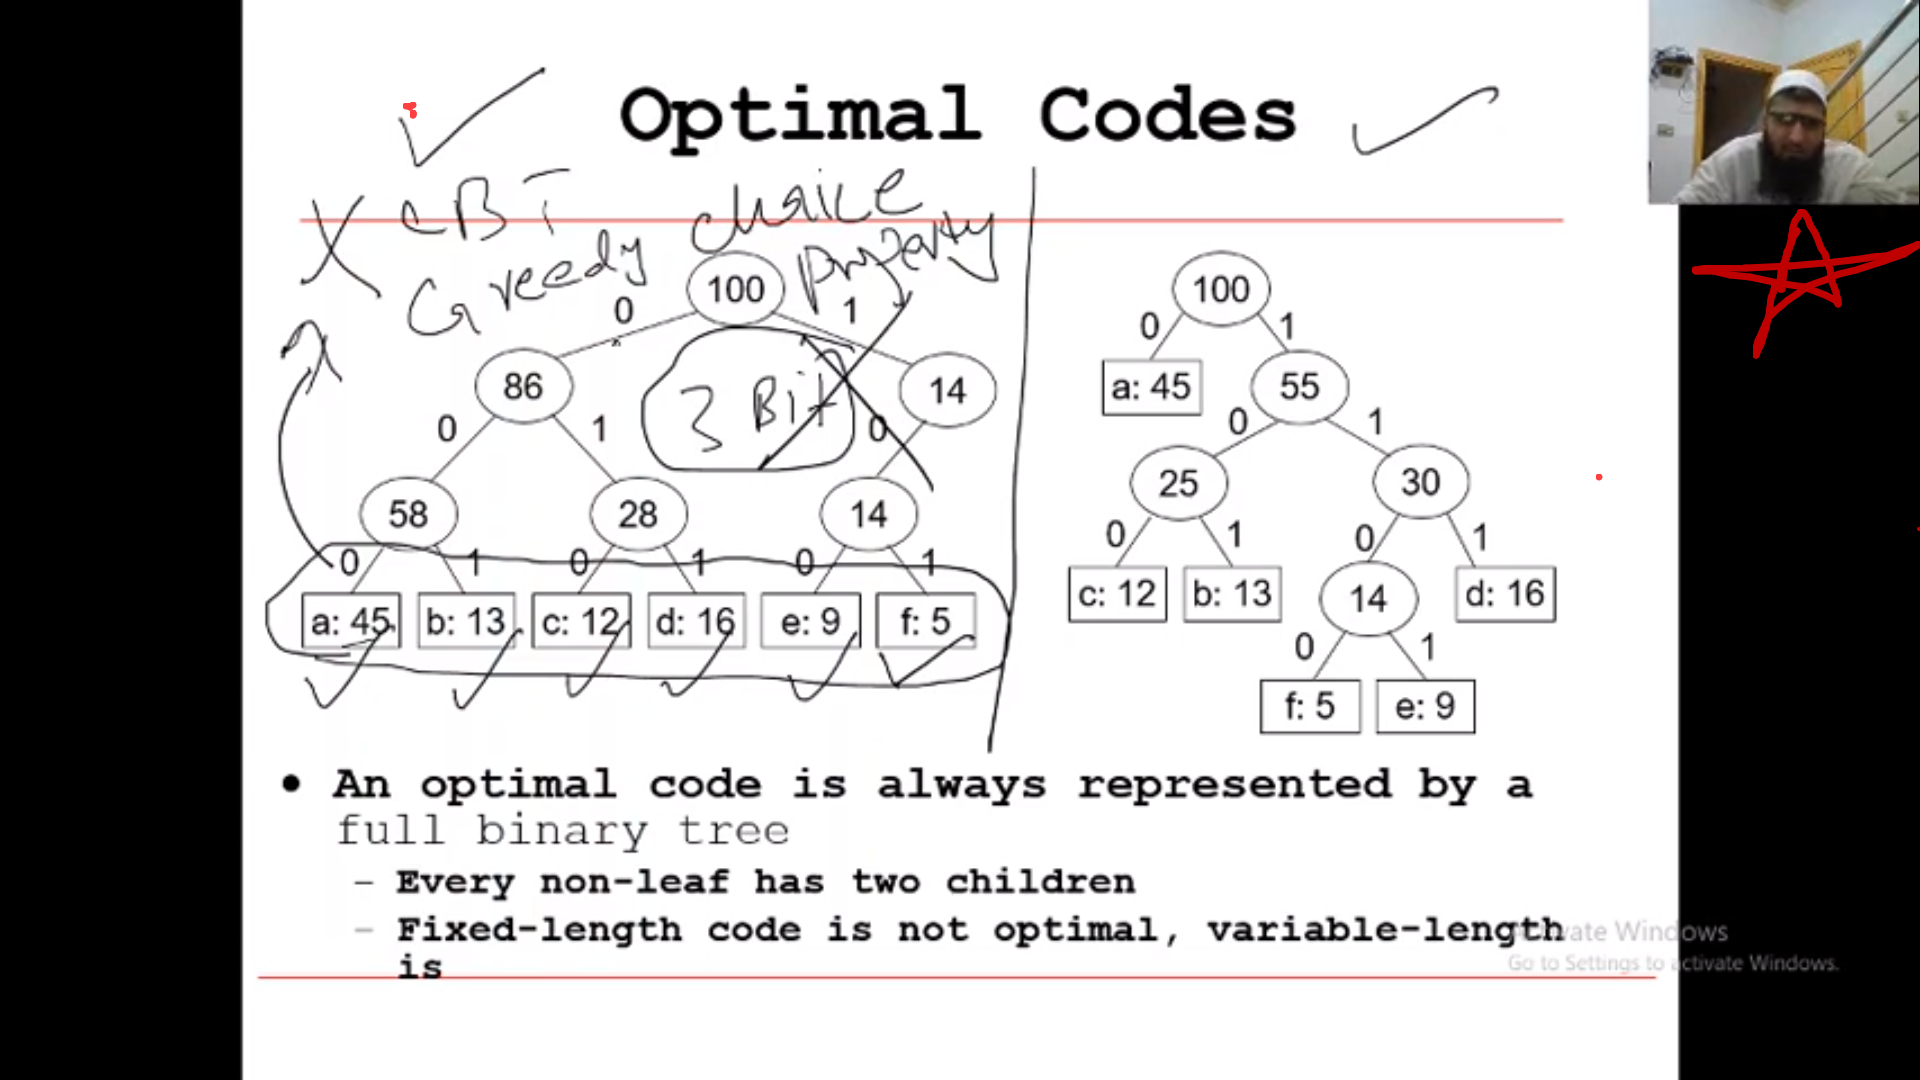 Optimal Codes
X CBT choice
Greedy property
100
0 1
86 14
3 Bit
0 1 0
58 28 14
0 1 0 1 0 1
a: 45 b: 13 c: 12 d: 16 e: 9 f: 5
100
0 1
a: 45 55
0 1
25 30
0 1 0 1
c: 12 b: 13 14 d: 16
0 1
f: 5 e: 9
• An optimal code is always represented by a
full binary tree
– Every non-leaf has two children
– Fixed-length code is not optimal, variable-length
is
Activate Windows
Go to Settings to activate Windows.